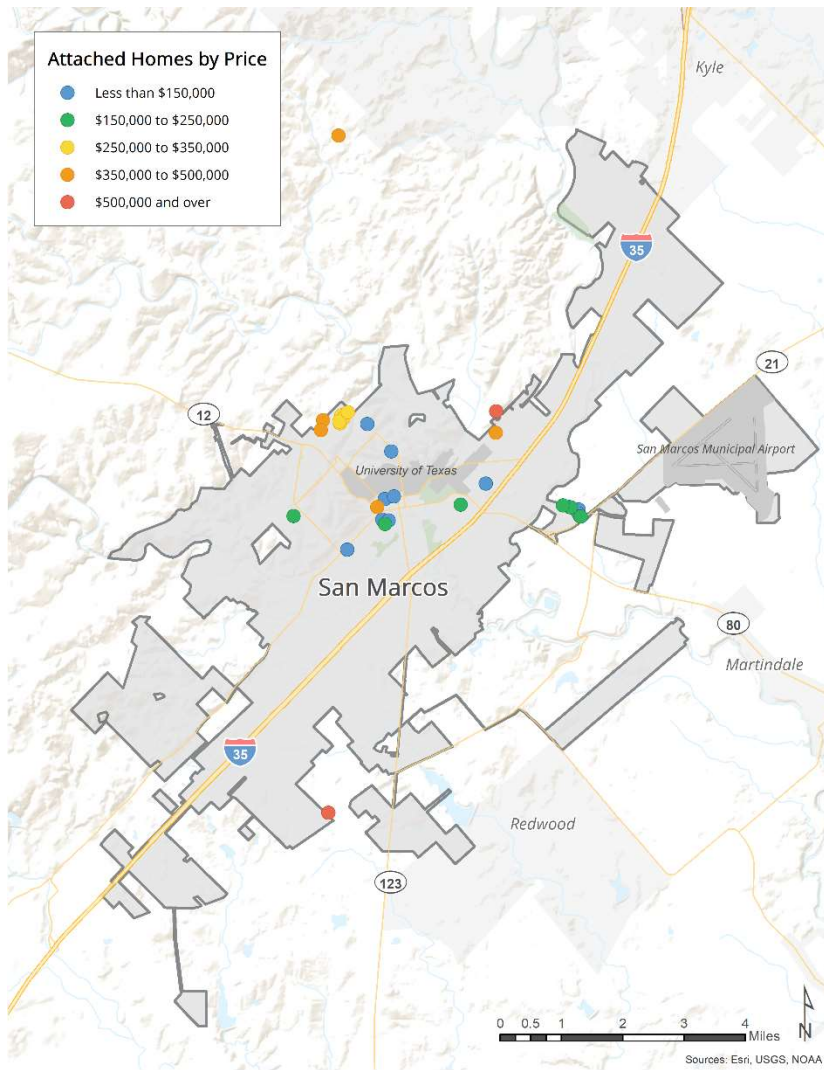 Attached Homes by Price
Less than $150,000
$150,000 to $250,000
$250,000 to $350,000
$350,000 to $500,000
$500,000 and over
Kyle
35
21
12
San Marcos Municipal Airport
University of Texas
San Marcos
80
Martindale
35
Redwood
123
N
0 0.5 1 2 3 4
Miles
Sources: Esri, USGS, NOAA